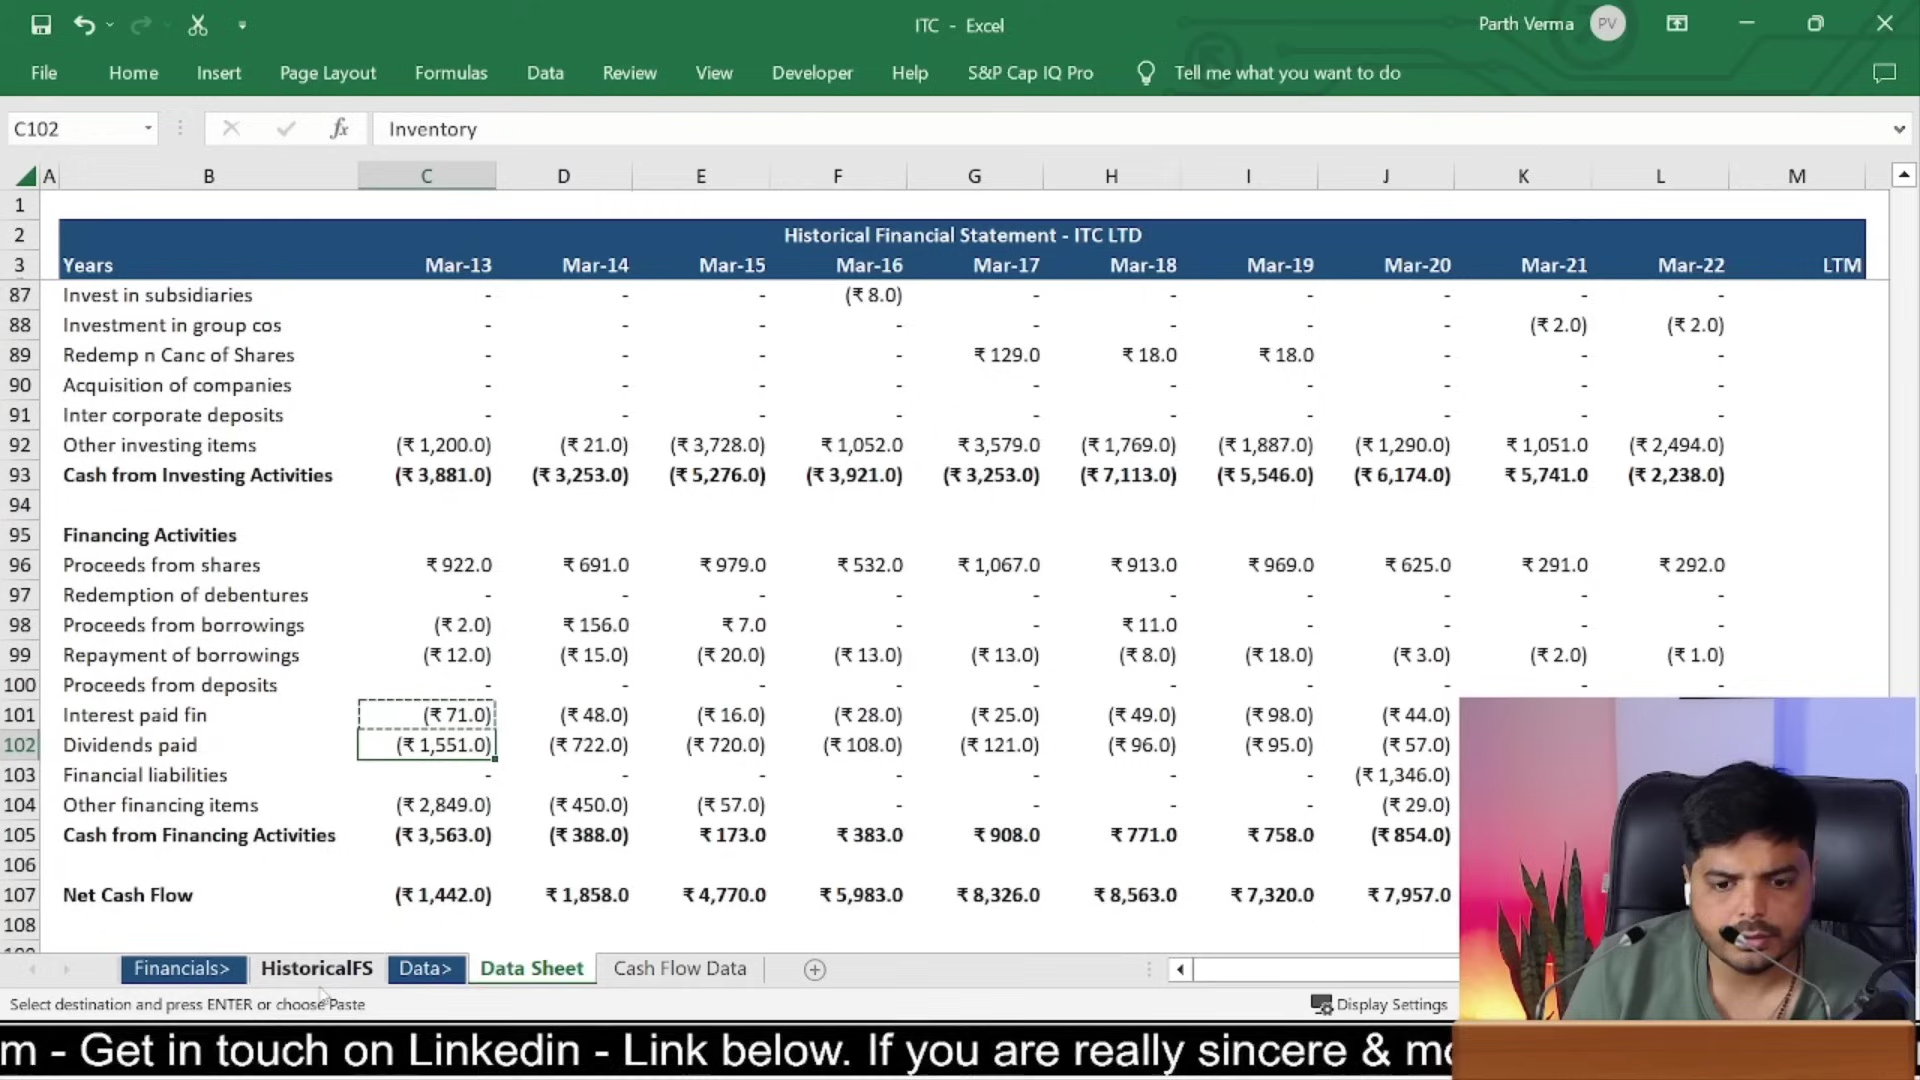 ITC - Excel
Parth Verma PV
File Home Insert Page Layout Formulas Data Review View Developer Help S&P Cap IQ Pro Tell me what you want to do
C102 fx Inventory
A B C D E F G H I J K L M
1
2 Historical Financial Statement - ITC LTD
3 Years Mar-13 Mar-14 Mar-15 Mar-16 Mar-17 Mar-18 Mar-19 Mar-20 Mar-21 Mar-22 LTM
87 Invest in subsidiaries - - - (₹ 8.0) - - - - - -
88 Investment in group cos - - - - - - - - (₹ 2.0) (₹ 2.0)
89 Redemp n Canc of Shares - - - - ₹ 129.0 ₹ 18.0 ₹ 18.0 - - -
90 Acquisition of companies - - - - - - - - - -
91 Inter corporate deposits - - - - - - - - - -
92 Other investing items (₹ 1,200.0) (₹ 21.0) (₹ 3,728.0) ₹ 1,052.0 ₹ 3,579.0 (₹ 1,769.0) (₹ 1,887.0) (₹ 1,290.0) ₹ 1,051.0 (₹ 2,494.0)
93 Cash from Investing Activities (₹ 3,881.0) (₹ 3,253.0) (₹ 5,276.0) (₹ 3,921.0) (₹ 3,253.0) (₹ 7,113.0) (₹ 5,546.0) (₹ 6,174.0) ₹ 5,741.0 (₹ 2,238.0)
94
95 Financing Activities
96 Proceeds from shares ₹ 922.0 ₹ 691.0 ₹ 979.0 ₹ 532.0 ₹ 1,067.0 ₹ 913.0 ₹ 969.0 ₹ 625.0 ₹ 291.0 ₹ 292.0
97 Redemption of debentures - - - - - - - - - -
98 Proceeds from borrowings (₹ 2.0) ₹ 156.0 ₹ 7.0 - - ₹ 11.0 - - - -
99 Repayment of borrowings (₹ 12.0) (₹ 15.0) (₹ 20.0) (₹ 13.0) (₹ 13.0) (₹ 8.0) (₹ 18.0) (₹ 3.0) (₹ 2.0) (₹ 1.0)
100 Proceeds from deposits - - - - - - - - - -
101 Interest paid fin (₹ 71.0) (₹ 48.0) (₹ 16.0) (₹ 28.0) (₹ 25.0) (₹ 49.0) (₹ 98.0) (₹ 44.0)
102 Dividends paid (₹ 1,551.0) (₹ 722.0) (₹ 720.0) (₹ 108.0) (₹ 121.0) (₹ 96.0) (₹ 95.0) (₹ 57.0)
103 Financial liabilities - - - - - - - (₹ 1,346.0)
104 Other financing items (₹ 2,849.0) (₹ 450.0) (₹ 57.0) - - - - (₹ 29.0)
105 Cash from Financing Activities (₹ 3,563.0) (₹ 388.0) ₹ 173.0 ₹ 383.0 ₹ 908.0 ₹ 771.0 ₹ 758.0 (₹ 854.0)
106
107 Net Cash Flow (₹ 1,442.0) ₹ 1,858.0 ₹ 4,770.0 ₹ 5,983.0 ₹ 8,326.0 ₹ 8,563.0 ₹ 7,320.0 ₹ 7,957.0
108
Financials> HistoricalFS Data> Data Sheet Cash Flow Data
Select destination and press ENTER or choose Paste Display Settings
m - Get in touch on Linkedin - Link below. If you are really sincere &